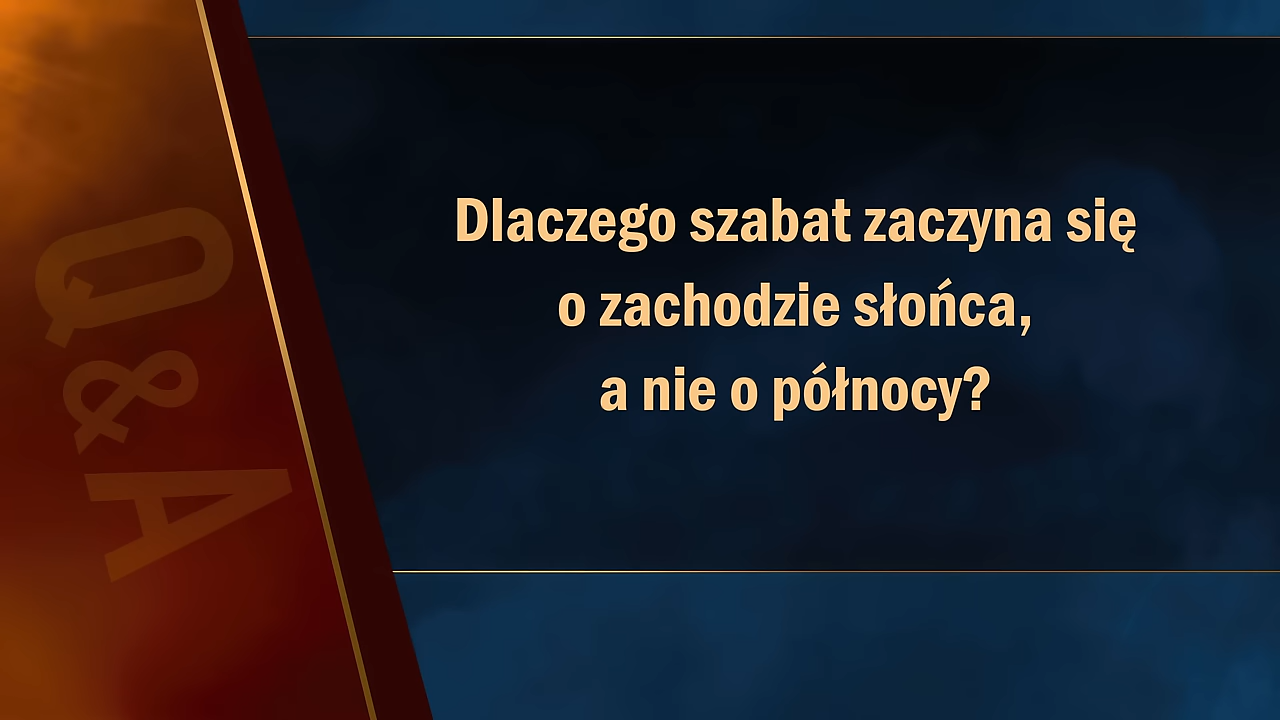 Q&A
Dlaczego szabat zaczyna się
o zachodzie słońca,
a nie o północy?